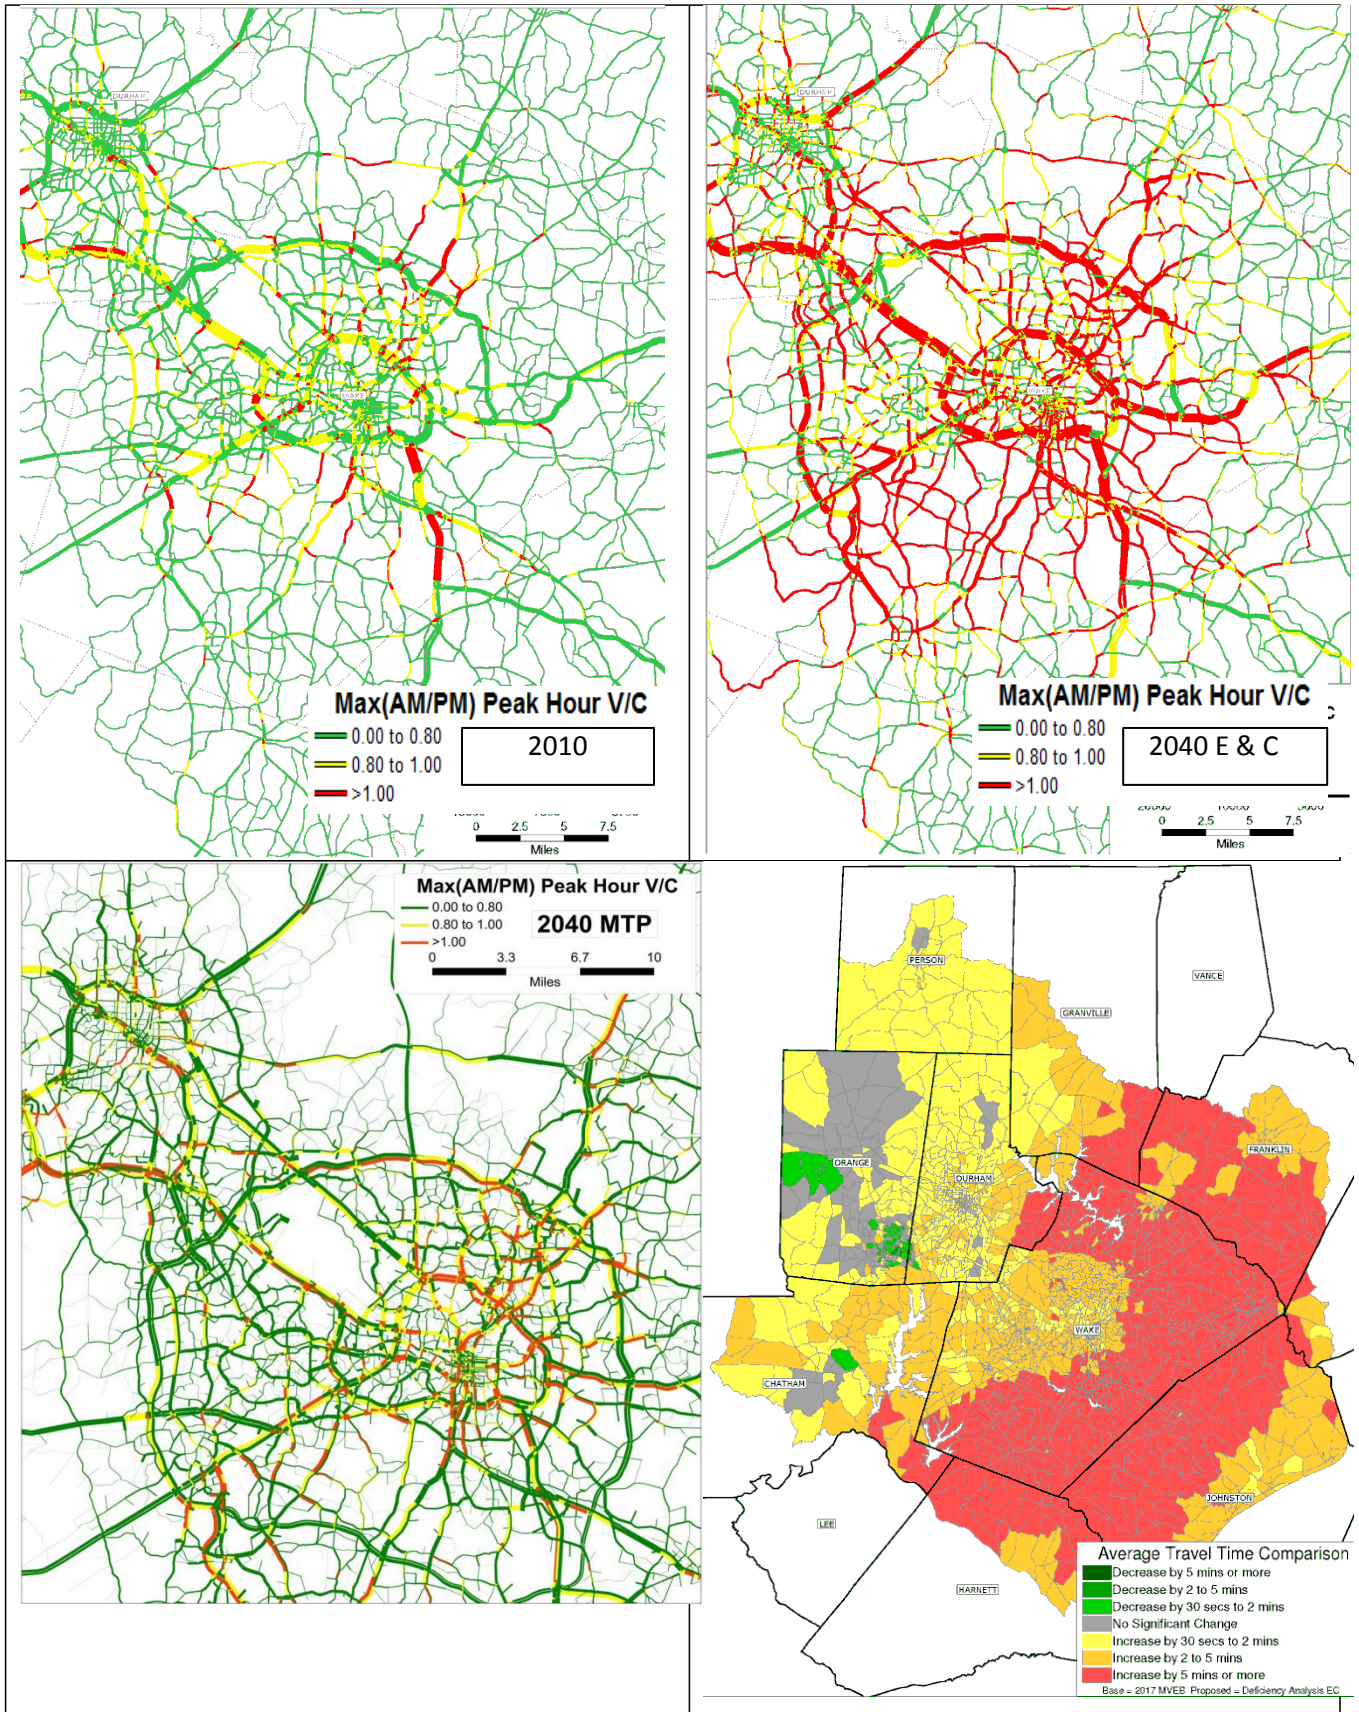 DURHAM
WAKE
Max(AM/PM) Peak Hour V/C
0.00 to 0.80
0.80 to 1.00
>1.00
2010
0 2.5 5 7.5
Miles
DURHAM
WAKE
Max(AM/PM) Peak Hour V/C
0.00 to 0.80
0.80 to 1.00
>1.00
2040 E & C
0 2.5 5 7.5
Miles
Max(AM/PM) Peak Hour V/C
0.00 to 0.80
0.80 to 1.00
>1.00
2040 MTP
0 3.3 6.7 10
Miles
PERSON
VANCE
GRANVILLE
FRANKLIN
ORANGE
DURHAM
WAKE
CHATHAM
JOHNSTON
LEE
HARNETT
Average Travel Time Comparison
Decrease by 5 mins or more
Decrease by 2 to 5 mins
Decrease by 30 secs to 2 mins
No Significant Change
Increase by 30 secs to 2 mins
Increase by 2 to 5 mins
Increase by 5 mins or more
Base = 2017 MVEB Proposed = Deficiency Analysis EC